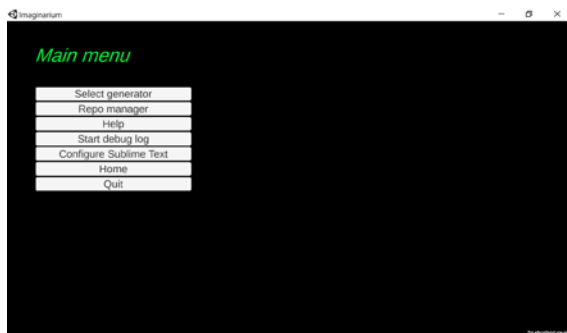 Imaginarium
Main menu
Select generator
Repo manager
Help
Start debug log
Configure Sublime Text
Home
Quit